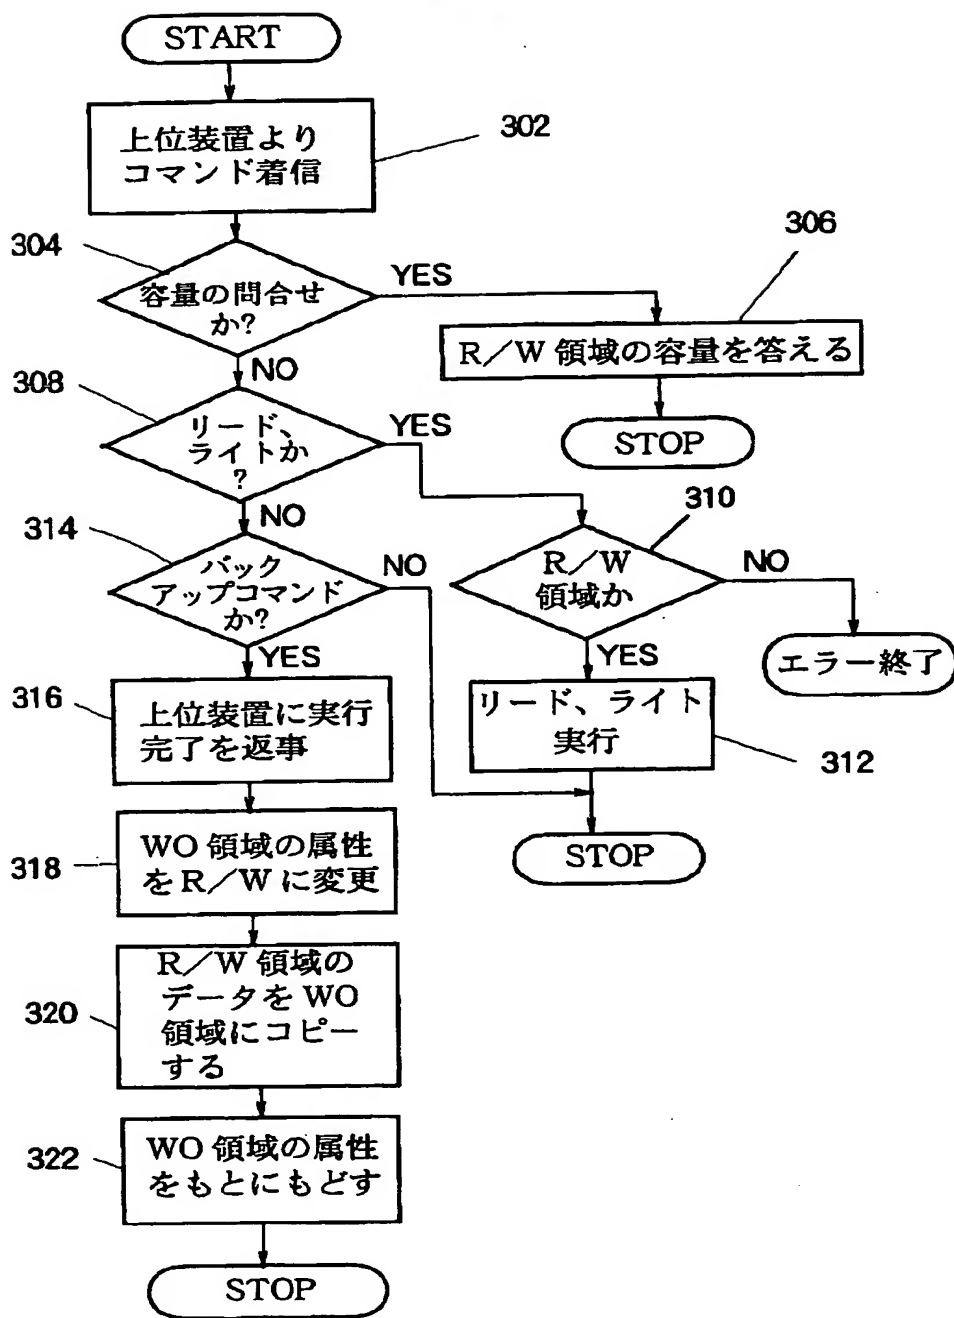 START
上位装置より
コマンド着信
302
304
容量の問合せ
か?
YES
NO
306
R/W 領域の容量を答える
STOP
308
リード、
ライトか
?
YES
NO
310
R/W
領域か
NO
エラー終了
YES
リード、ライト
実行
312
STOP
314
バック
アップコマンド
か?
NO
YES
316
上位装置に実行
完了を返事
318
WO 領域の属性
をR/Wに変更
320
R/W 領域の
データをWO
領域にコピー
する
322
WO 領域の属性
をもとにもどす
STOP